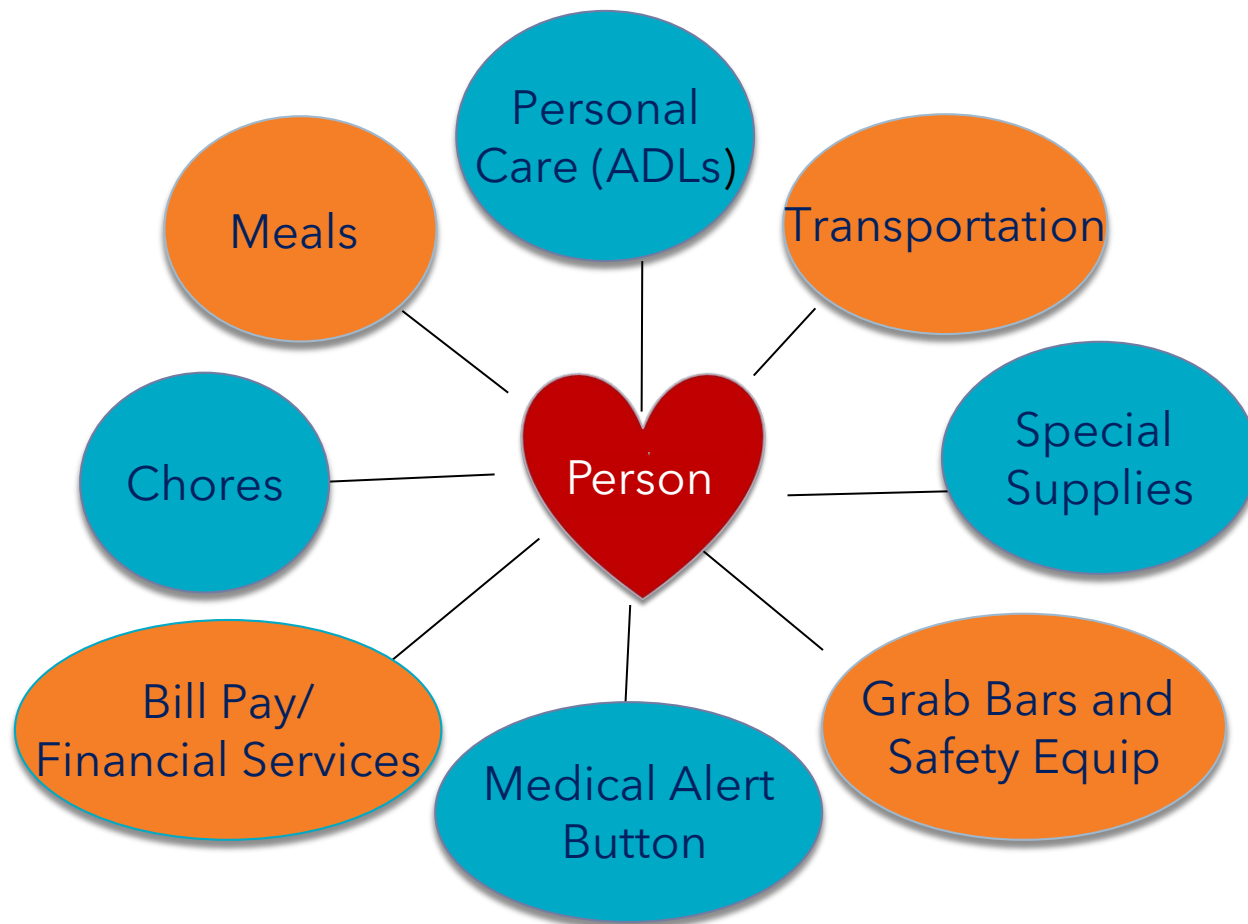 Personal
Care (ADLs)
Meals
Transportation
Chores
Person
Special
Supplies
Bill Pay/
Financial Services
Medical Alert
Button
Grab Bars and
Safety Equip